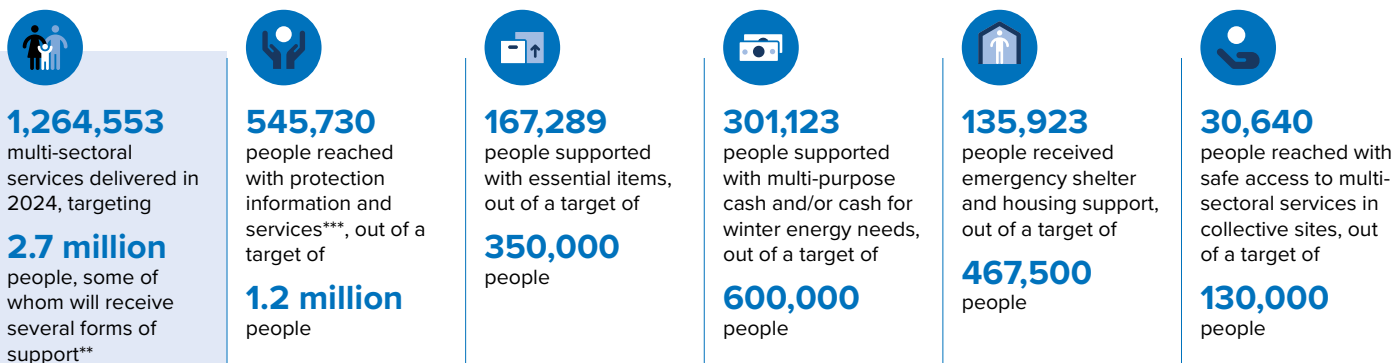 1,264,553
multi-sectoral
services delivered in
2024, targeting
2.7 million
people, some of
whom will receive
several forms of
support**
545,730
people reached
with protection
information and
services***, out of a
target of
1.2 million
people
167,289
people supported
with essential items,
out of a target of
350,000
people
301,123
people supported
with multi-purpose
cash and/or cash for
winter energy needs,
out of a target of
600,000
people
135,923
people received
emergency shelter
and housing support,
out of a target of
467,500
people
30,640
people reached with
safe access to multi-
sectoral services in
collective sites, out
of a target of
130,000
people